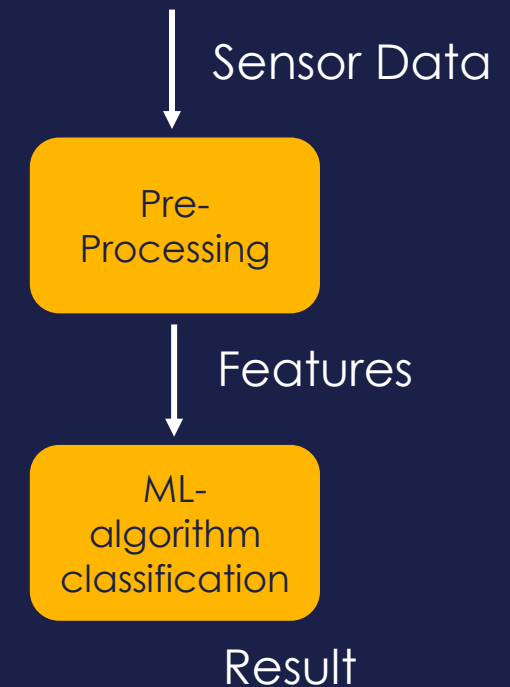 Sensor Data
Pre-
Processing
Features
ML-
algorithm
classification
Result